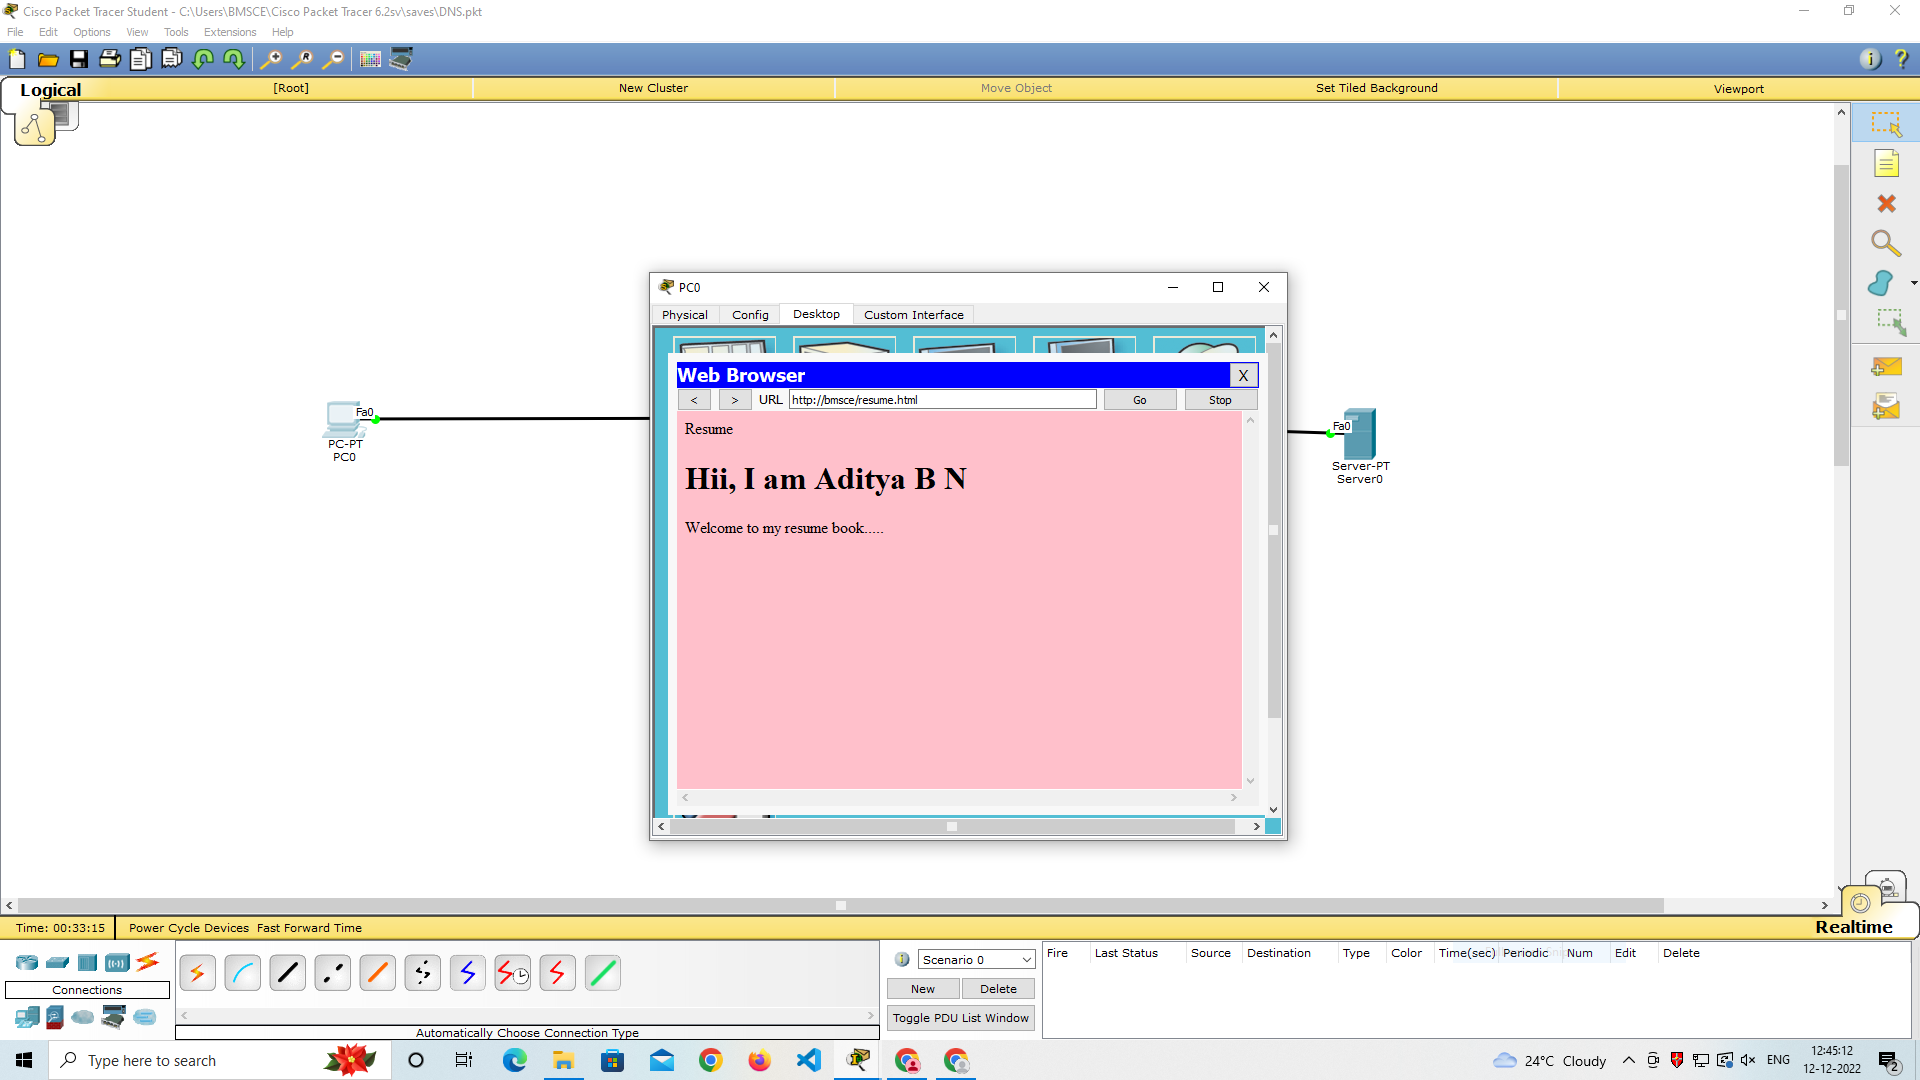 Cisco Packet Tracer Student - C:\Users\BMSCE\Cisco Packet Tracer 6.2sv\saves\DNS.pkt
File Edit Options View Tools Extensions Help
Logical [Root] New Cluster Move Object Set Tiled Background Viewport
PC0
Physical Config Desktop Custom Interface
Web Browser X
< > URL http://bmsce/resume.html Go Stop
Resume
Hii, I am Aditya B N
Welcome to my resume book.....
Fa0
PC-PT
PC0
Fa0
Server-PT
Server0
Realtime
Time: 00:33:15 Power Cycle Devices Fast Forward Time
Connections
Automatically Choose Connection Type
Scenario 0
New Delete
Toggle PDU List Window
Fire Last Status Source Destination Type Color Time(sec) Periodic Num Edit Delete
Type here to search
24°C Cloudy
ENG
12:45:12
12-12-2022
2